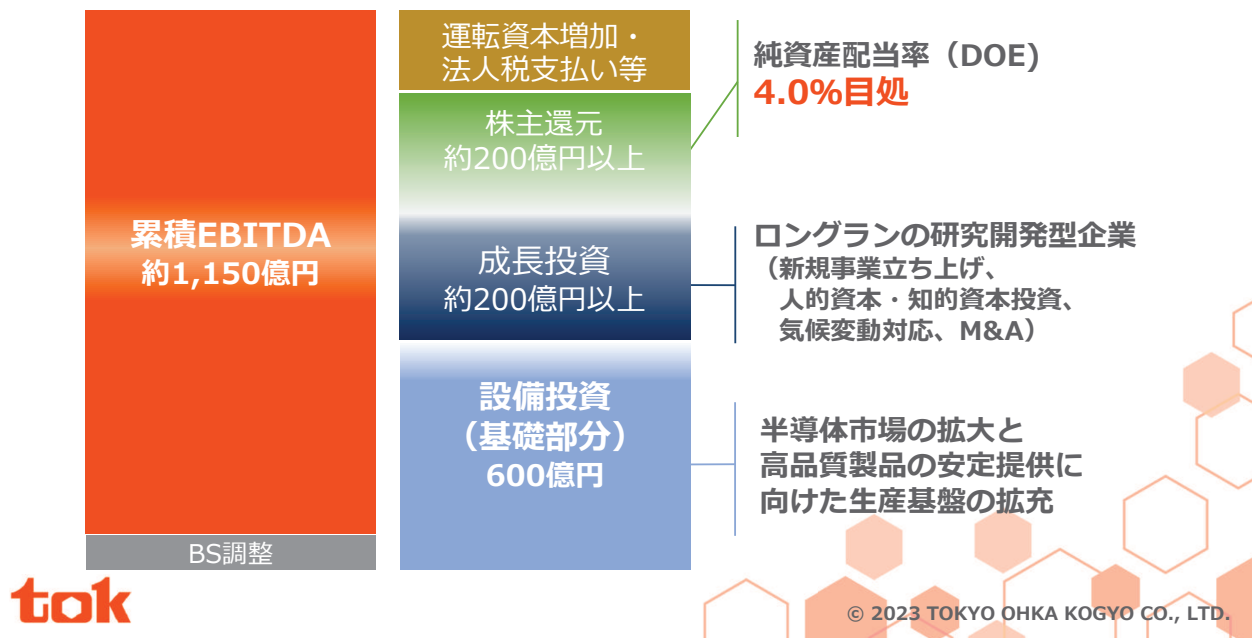 累積EBITDA
約1,150億円
BS調整
運転資本増加・
法人税支払い等
株主還元
約200億円以上
成長投資
約200億円以上
設備投資
（基礎部分）
600億円
純資産配当率（DOE)
4.0%目処
ロングランの研究開発型企業
（新規事業立ち上げ、
人的資本・知的資本投資、
気候変動対応、M&A）
半導体市場の拡大と
高品質製品の安定提供に
向けた生産基盤の拡充
tok
© 2023 TOKYO OHKA KOGYO CO., LTD.